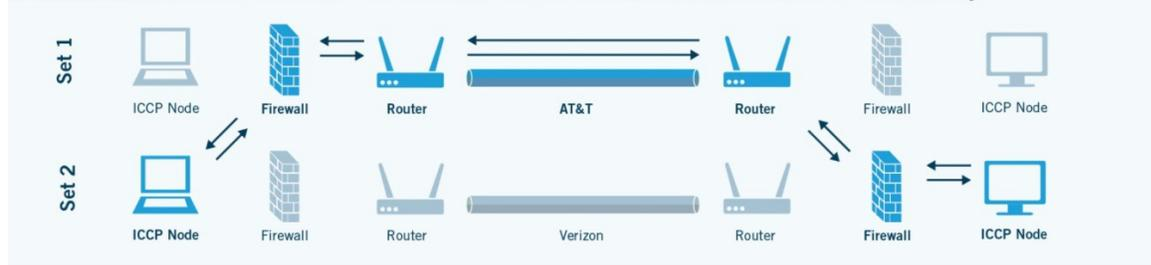 Set 1
ICCP Node Firewall Router AT&T Router Firewall ICCP Node
Set 2
ICCP Node Firewall Router Verizon Router Firewall ICCP Node